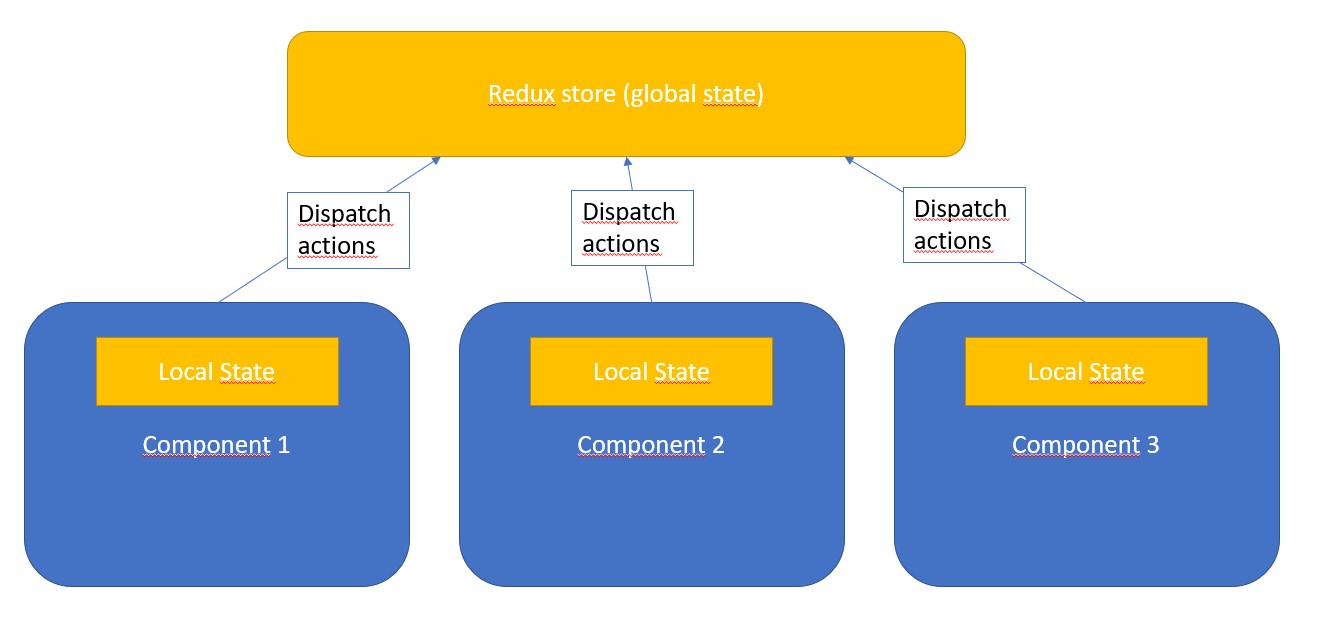 Redux store (global state)
Dispatch
actions
Dispatch
actions
Dispatch
actions
Local State
Component 1
Local State
Component 2
Local State
Component 3